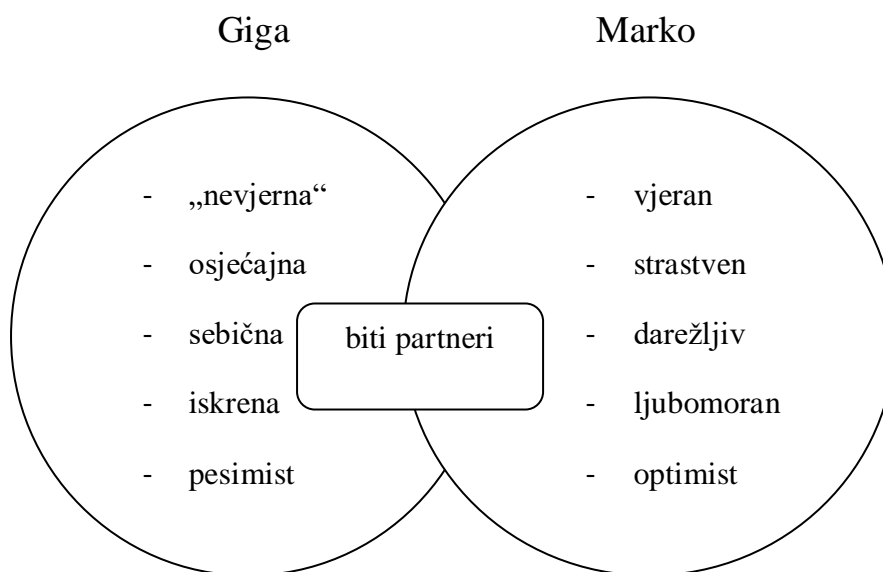 Giga
Marko
- „nevjerna“
- osjećajna
- sebična
- iskrena
- pesimist
biti partneri
- vjeran
- strastven
- darežljiv
- ljubomoran
- optimist